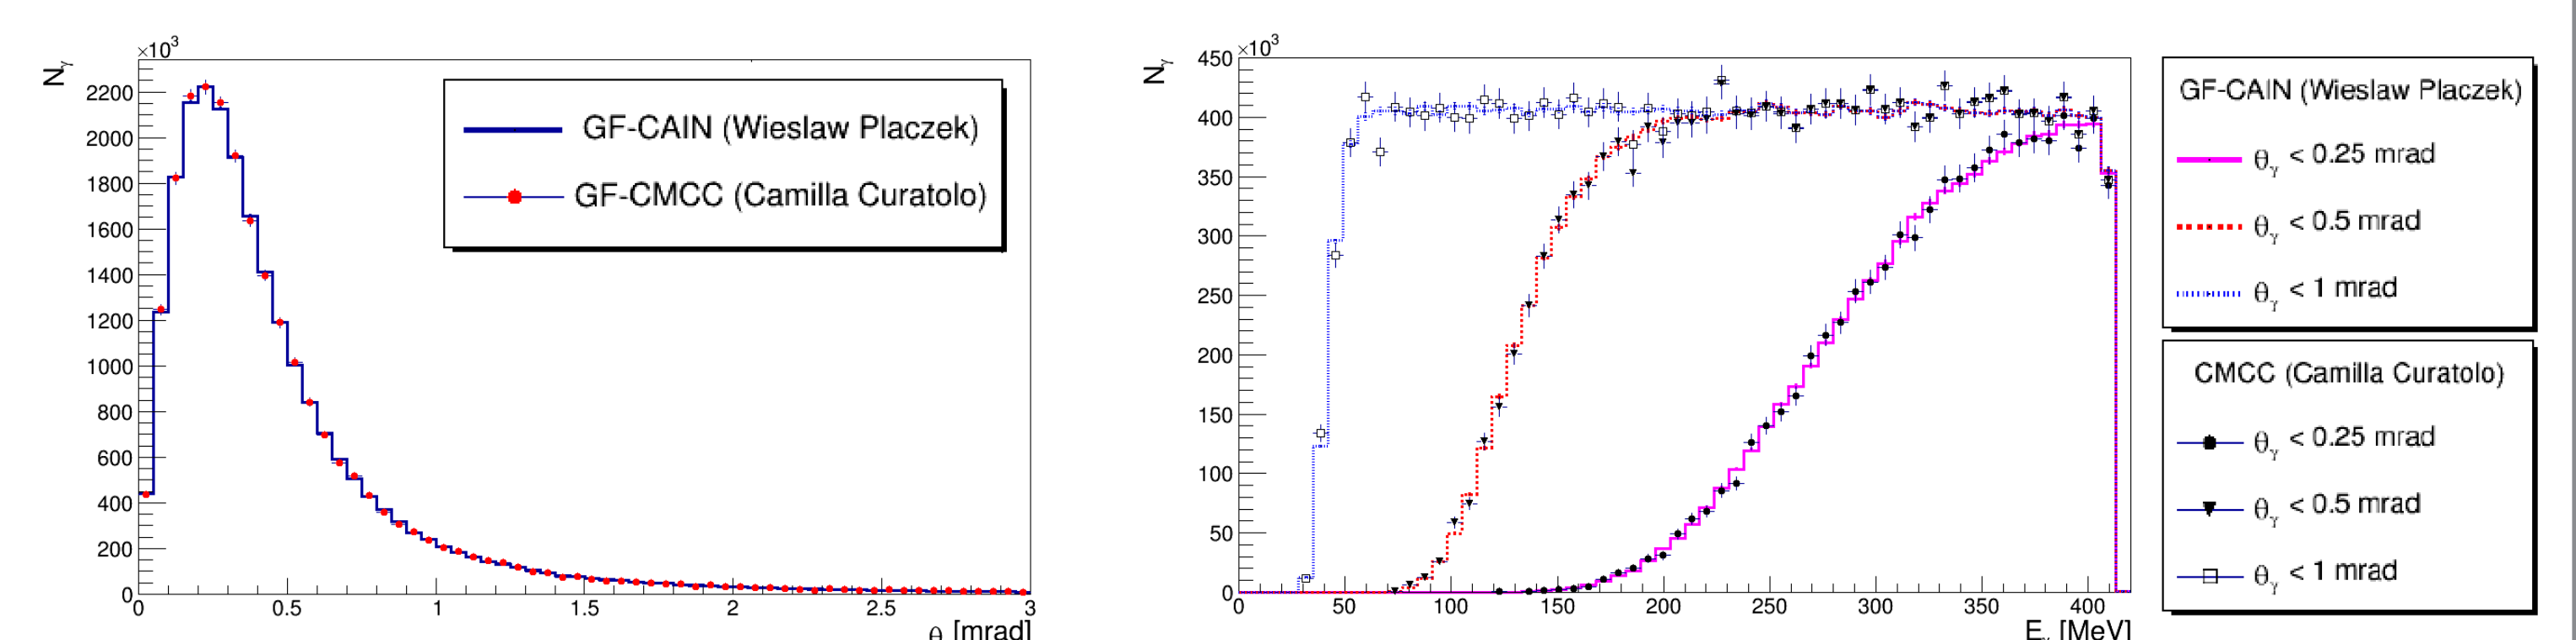 ×10³
N_γ
2200
2000
1800
1600
1400
1200
1000
800
600
400
200
0
0 0.5 1 1.5 2 2.5 3
θ [mrad]
GF-CAIN (Wieslaw Placzek)
GF-CMCC (Camilla Curatolo)
×10³
N_γ
450
400
350
300
250
200
150
100
50
0
0 50 100 150 200 250 300 350 400
E_γ [MeV]
GF-CAIN (Wieslaw Placzek)
θ_γ < 0.25 mrad
θ_γ < 0.5 mrad
θ_γ < 1 mrad
CMCC (Camilla Curatolo)
θ_γ < 0.25 mrad
θ_γ < 0.5 mrad
θ_γ < 1 mrad